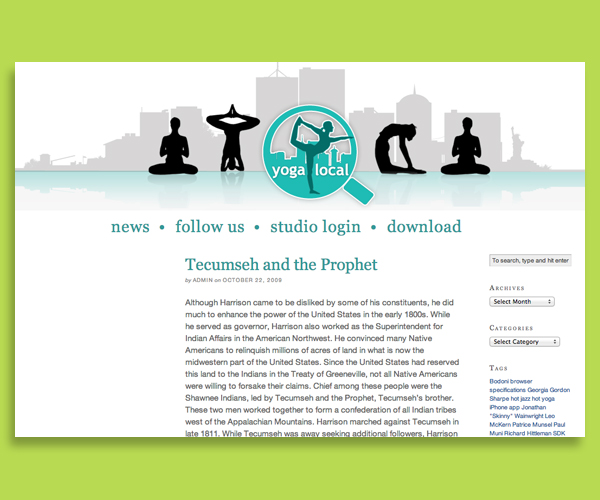 yoga local
news • follow us • studio login • download
Tecumseh and the Prophet
by ADMIN on OCTOBER 22, 2009
Although Harrison came to be disliked by some of his constituents, he did
much to enhance the power of the United States in the early 1800s. While
he served as governor, Harrison also worked as the Superintendent for
Indian Affairs in the American Northwest. He convinced many Native
Americans to relinquish millions of acres of land in what is now the
midwestern part of the United States. Since the United States had reserved
this land to the Indians in the Treaty of Greeneville, not all Native Americans
were willing to forsake their claims. Chief among these people were the
Shawnee Indians, led by Tecumseh and the Prophet, Tecumseh's brother.
These two men worked together to form a confederation of all Indian tribes
west of the Appalachian Mountains. Harrison marched against Tecumseh in
late 1811. While Tecumseh was away seeking additional followers, Harrison
To search, type and hit enter
ARCHIVES
Select Month
CATEGORIES
Select Category
TAGS
Bodoni browser
specifications Georgia Gordon
Sharpe hot jazz hot yoga
iPhone app Jonathan
"Skinny" Wainwright Leo
McKern Patrice Munsel Paul
Muni Richard Hittleman SDK